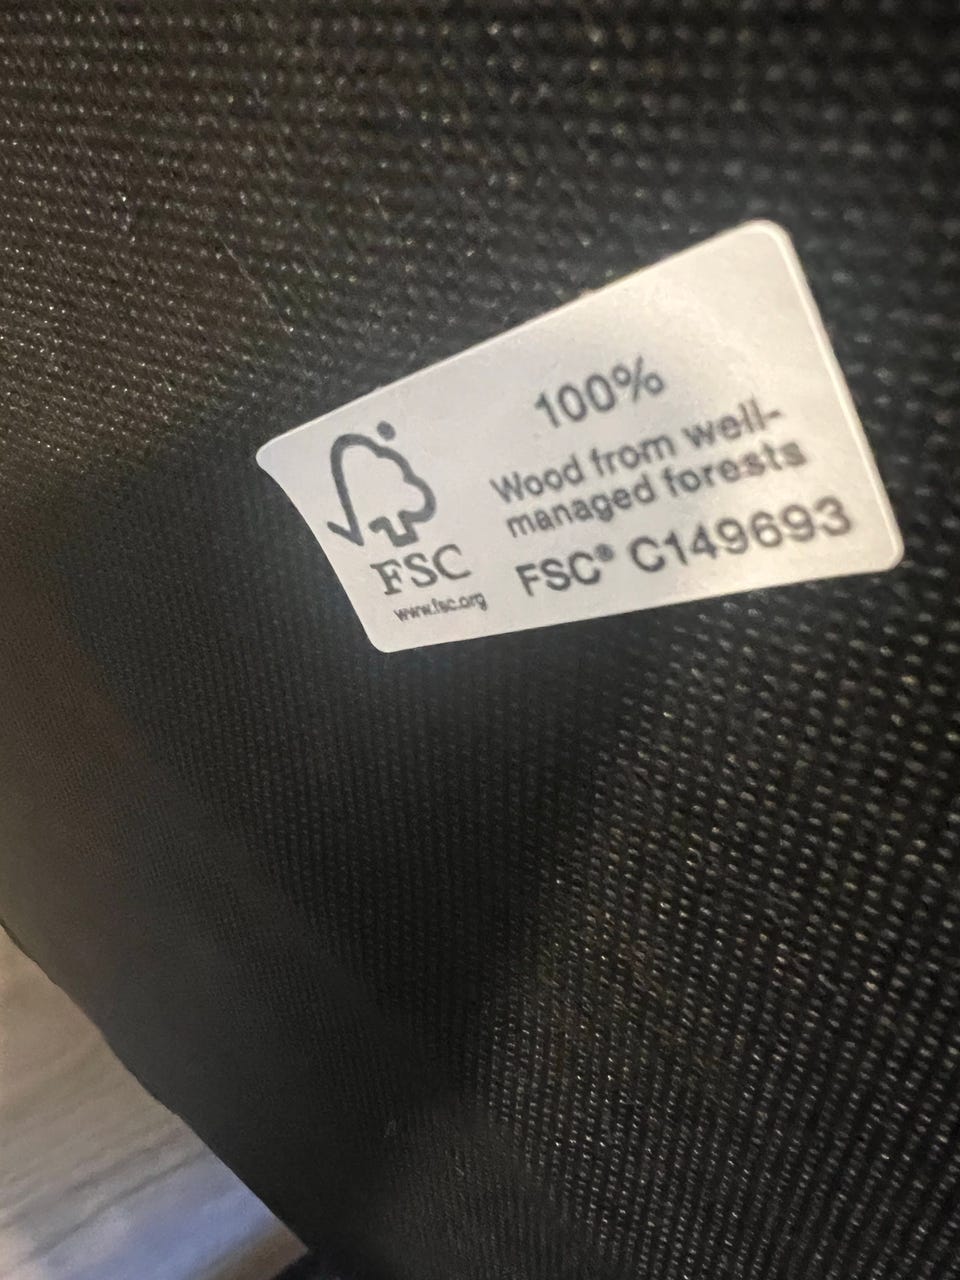 100%
Wood from well-
managed forests
FSC® C149693
FSC
www.fsc.org